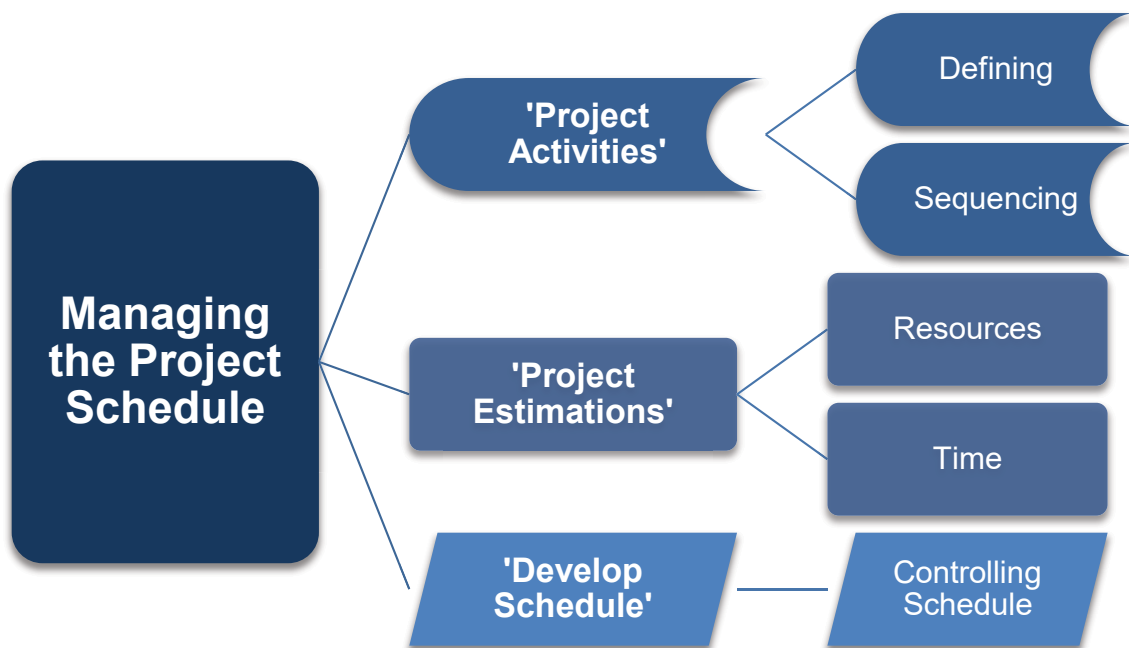 Managing
the Project
Schedule
'Project
Activities'
Defining
Sequencing
'Project
Estimations'
Resources
Time
'Develop
Schedule'
Controlling
Schedule